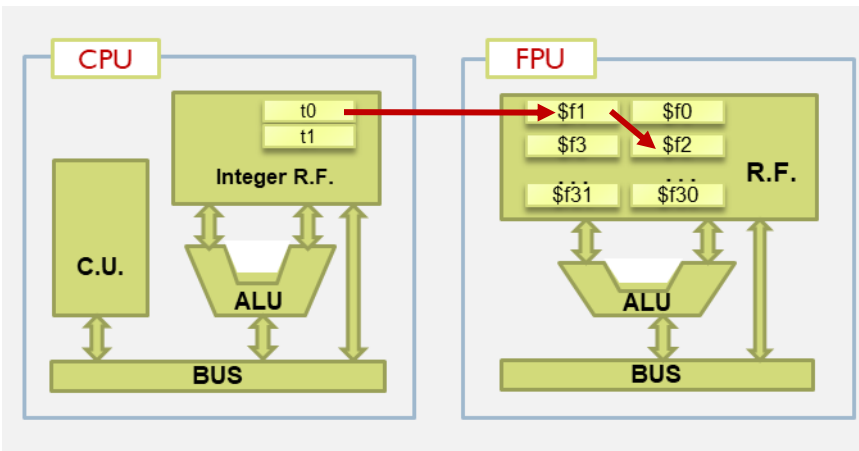 CPU
t0
t1
Integer R.F.
C.U.
ALU
BUS
FPU
$f1 $f0
$f3 $f2
. . . . . .
$f31 $f30
R.F.
ALU
BUS